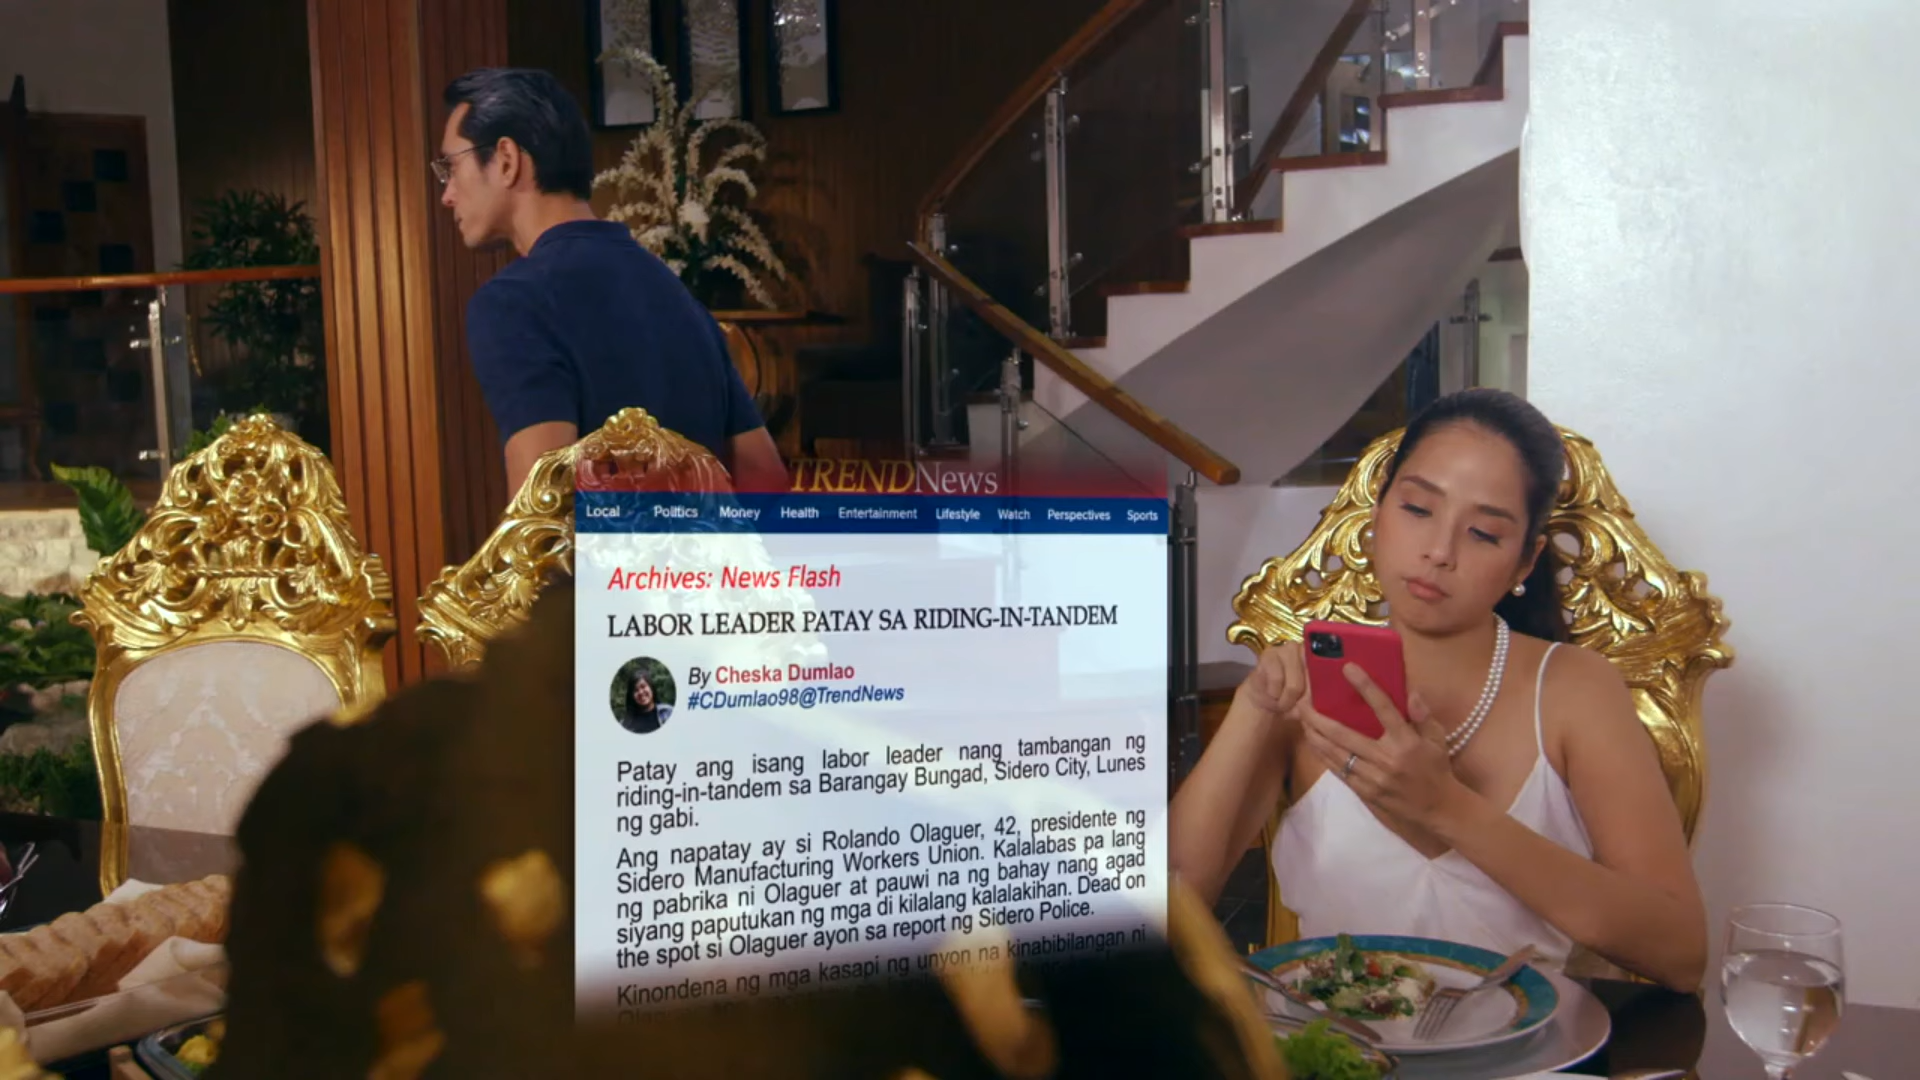 TRENDNews
Local Politics Money Health Entertainment Lifestyle Watch Perspectives Sports
Archives: News Flash
LABOR LEADER PATAY SA RIDING-IN-TANDEM
By Cheska Dumlao
#CDumlao98@TrendNews
Patay ang isang labor leader nang tambangan ng
riding-in-tandem sa Barangay Bungad, Sidero City, Lunes
ng gabi.
Ang napatay ay si Rolando Olaguer, 42, presidente ng
Sidero Manufacturing Workers Union. Kalalabas pa lang
ng pabrika ni Olaguer at pauwi na ng bahay nang agad
siyang paputukan ng mga di kilalang kalalakihan. Dead on
the spot si Olaguer ayon sa report ng Sidero Police.
Kinondena ng mga kasapi ng unyon na kinabibilangan ni